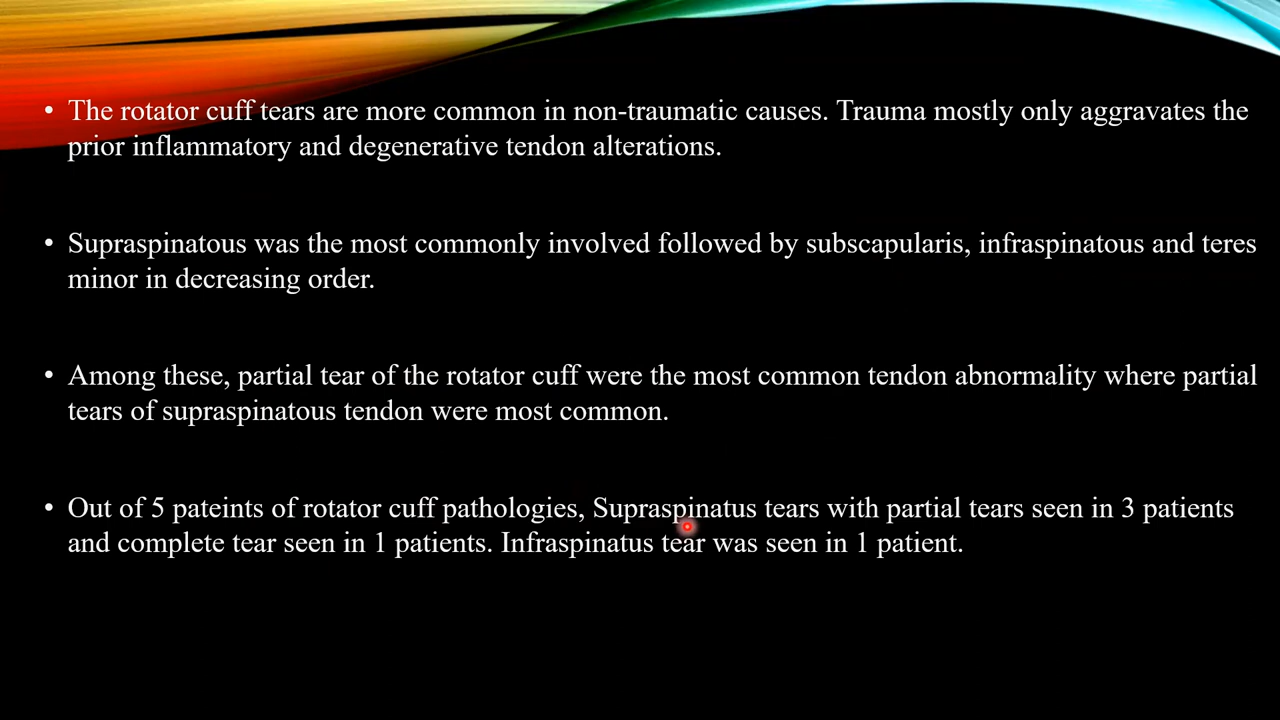 • The rotator cuff tears are more common in non-traumatic causes. Trauma mostly only aggravates the
prior inflammatory and degenerative tendon alterations.
• Supraspinatous was the most commonly involved followed by subscapularis, infraspinatous and teres
minor in decreasing order.
• Among these, partial tear of the rotator cuff were the most common tendon abnormality where partial
tears of supraspinatous tendon were most common.
• Out of 5 pateints of rotator cuff pathologies, Supraspinatus tears with partial tears seen in 3 patients
and complete tear seen in 1 patients. Infraspinatus tear was seen in 1 patient.